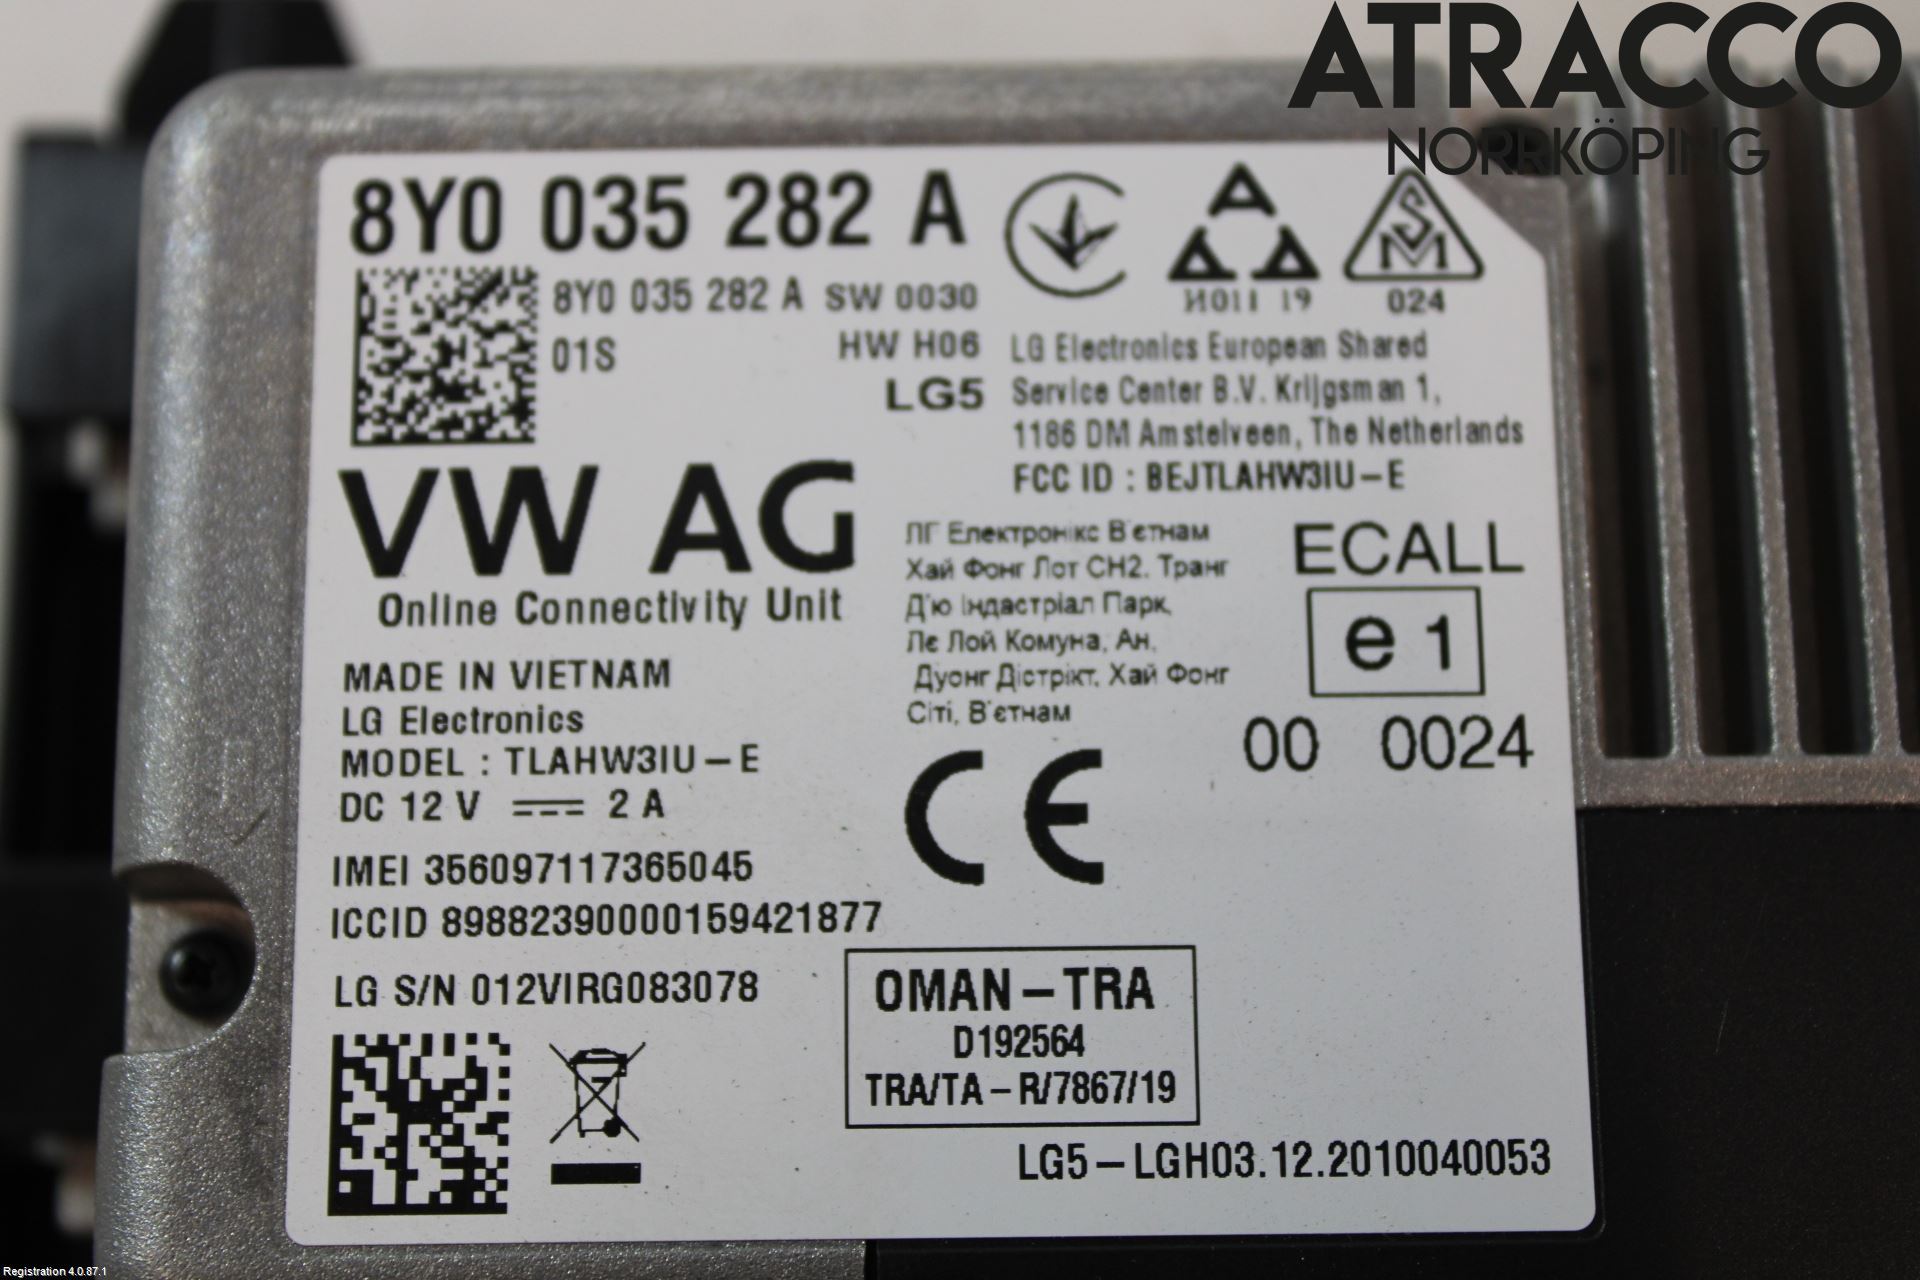 ATRACCO
NORRKÖPING
8Y0 035 282 A
8Y0 035 282 A SW 0030
01S
HW H06
LG5
024
LG Electronics European Shared
Service Center B.V. Krijgsman 1,
1186 DM Amstelveen, The Netherlands
FCC ID : BEJTLAHW3IU-E
VW AG
Online Connectivity Unit
ЛГ Електронікс В'єтнам
Хай Фонг Лот СН2. Транг
Д'ю Індастріал Парк,
Лє Лой Комуна, Ан,
Дуонг Дістрікт, Хай Фонг
Сіті, В'єтнам
ECALL
e 1
00 0024
MADE IN VIETNAM
LG Electronics
MODEL : TLAHW3IU-E
DC 12 V 2 A
CE
IMEI 356097117365045
ICCID 89882390000159421877
LG S/N 012VIRG083078
OMAN-TRA
D192564
TRA/TA-R/7867/19
LG5-LGH03.12.2010040053
Registration 4.0.87.1